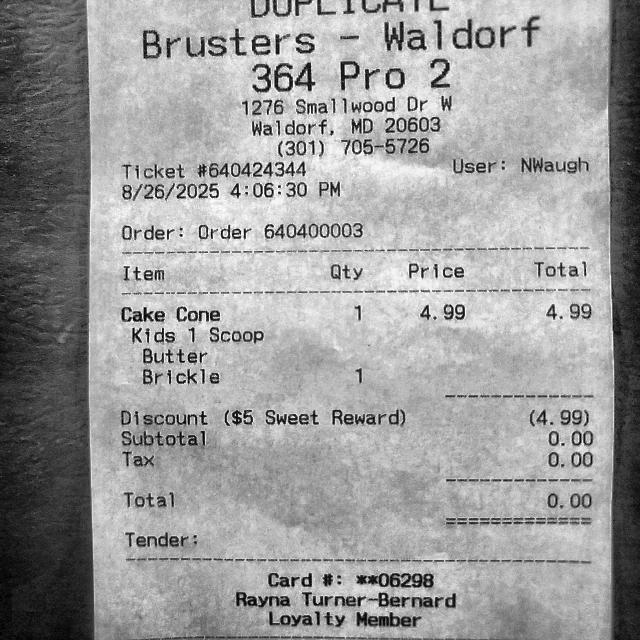 DUPLICATE
Brusters - Waldorf
364 Pro 2
1276 Smallwood Dr W
Waldorf, MD 20603
(301) 705-5726
Ticket #640424344 User: NWaugh
8/26/2025 4:06:30 PM
Order: Order 640400003
Item Qty Price Total
Cake Cone 1 4.99 4.99
Kids 1 Scoop
Butter
Brickle 1
Discount ($5 Sweet Reward) (4.99)
Subtotal 0.00
Tax 0.00
Total 0.00
Tender:
Card #: **06298
Rayna Turner-Bernard
Loyalty Member